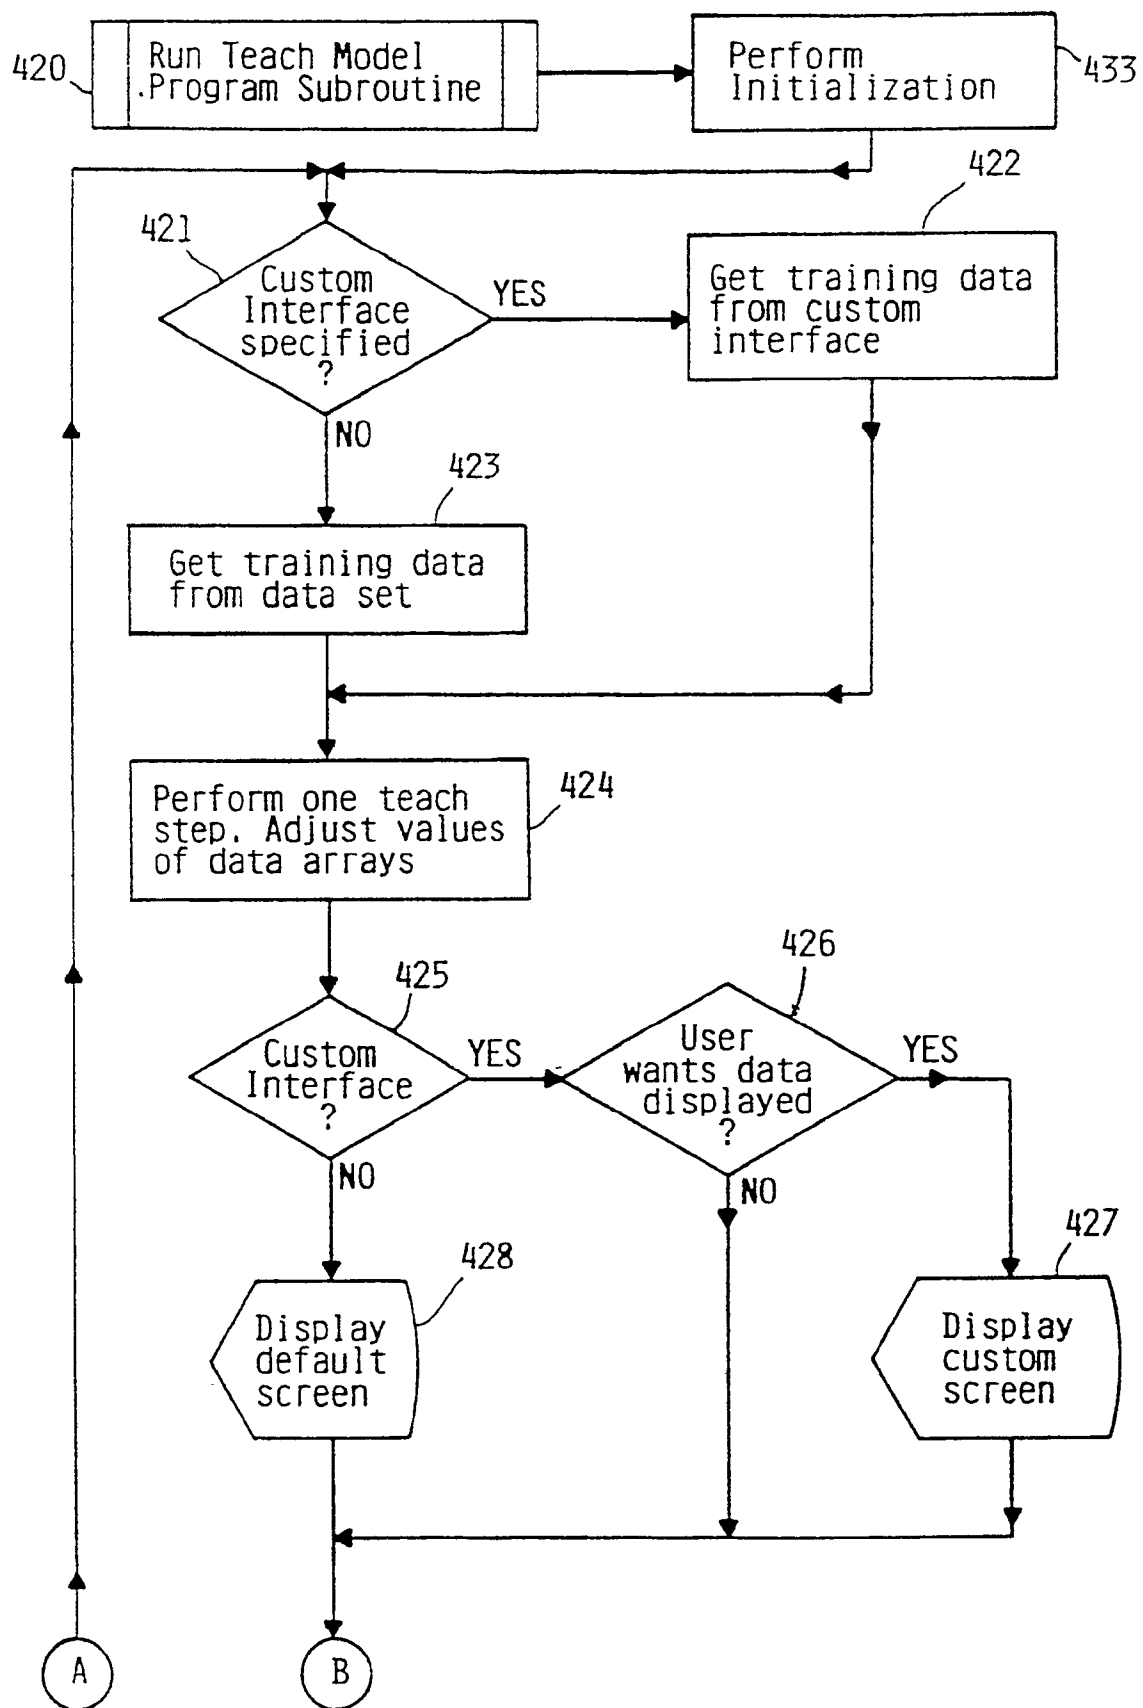 420
Run Teach Model
.Program Subroutine
Perform
Initialization
433
422
421
Custom
Interface
specified
?
YES
Get training data
from custom
interface
NO
423
Get training data
from data set
Perform one teach
step. Adjust values
of data arrays
424
426
425
Custom
Interface
?
YES
User
wants data
displayed
?
YES
NO
NO
427
428
Display
default
screen
Display
custom
screen
A
B